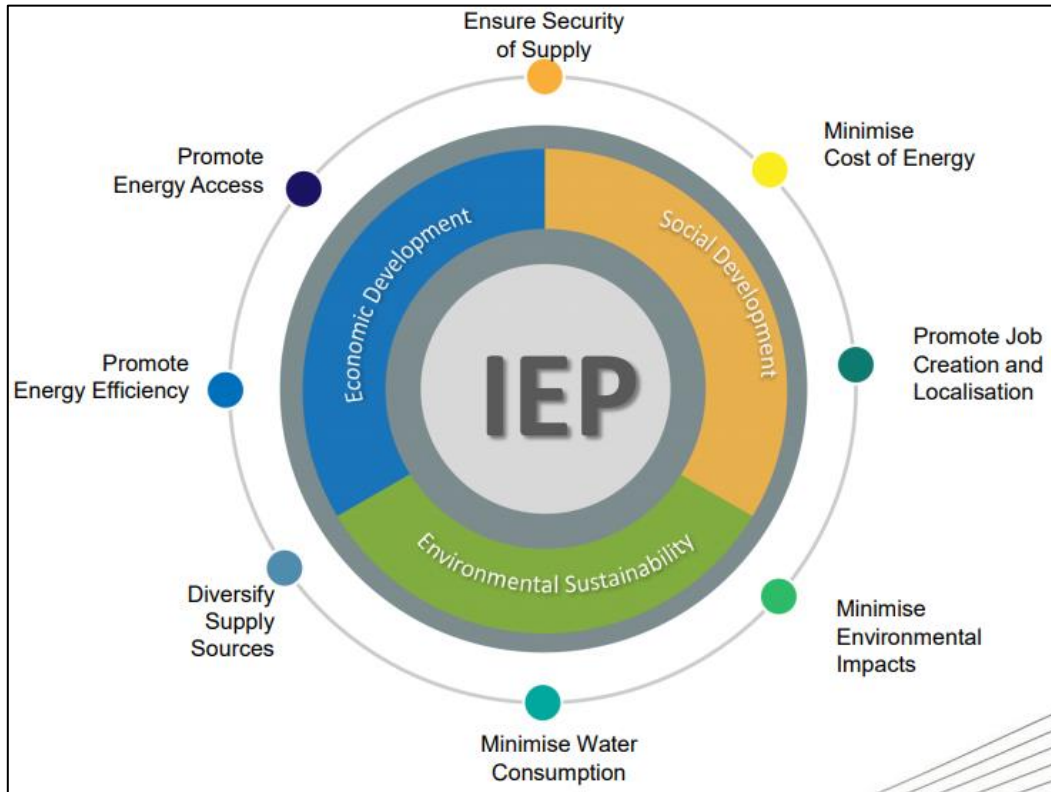 Ensure Security
of Supply
Minimise
Cost of Energy
Promote Job
Creation and
Localisation
Minimise
Environmental
Impacts
Minimise Water
Consumption
Diversify
Supply
Sources
Promote
Energy Efficiency
Promote
Energy Access
Economic Development
Social Development
Environmental Sustainability
IEP